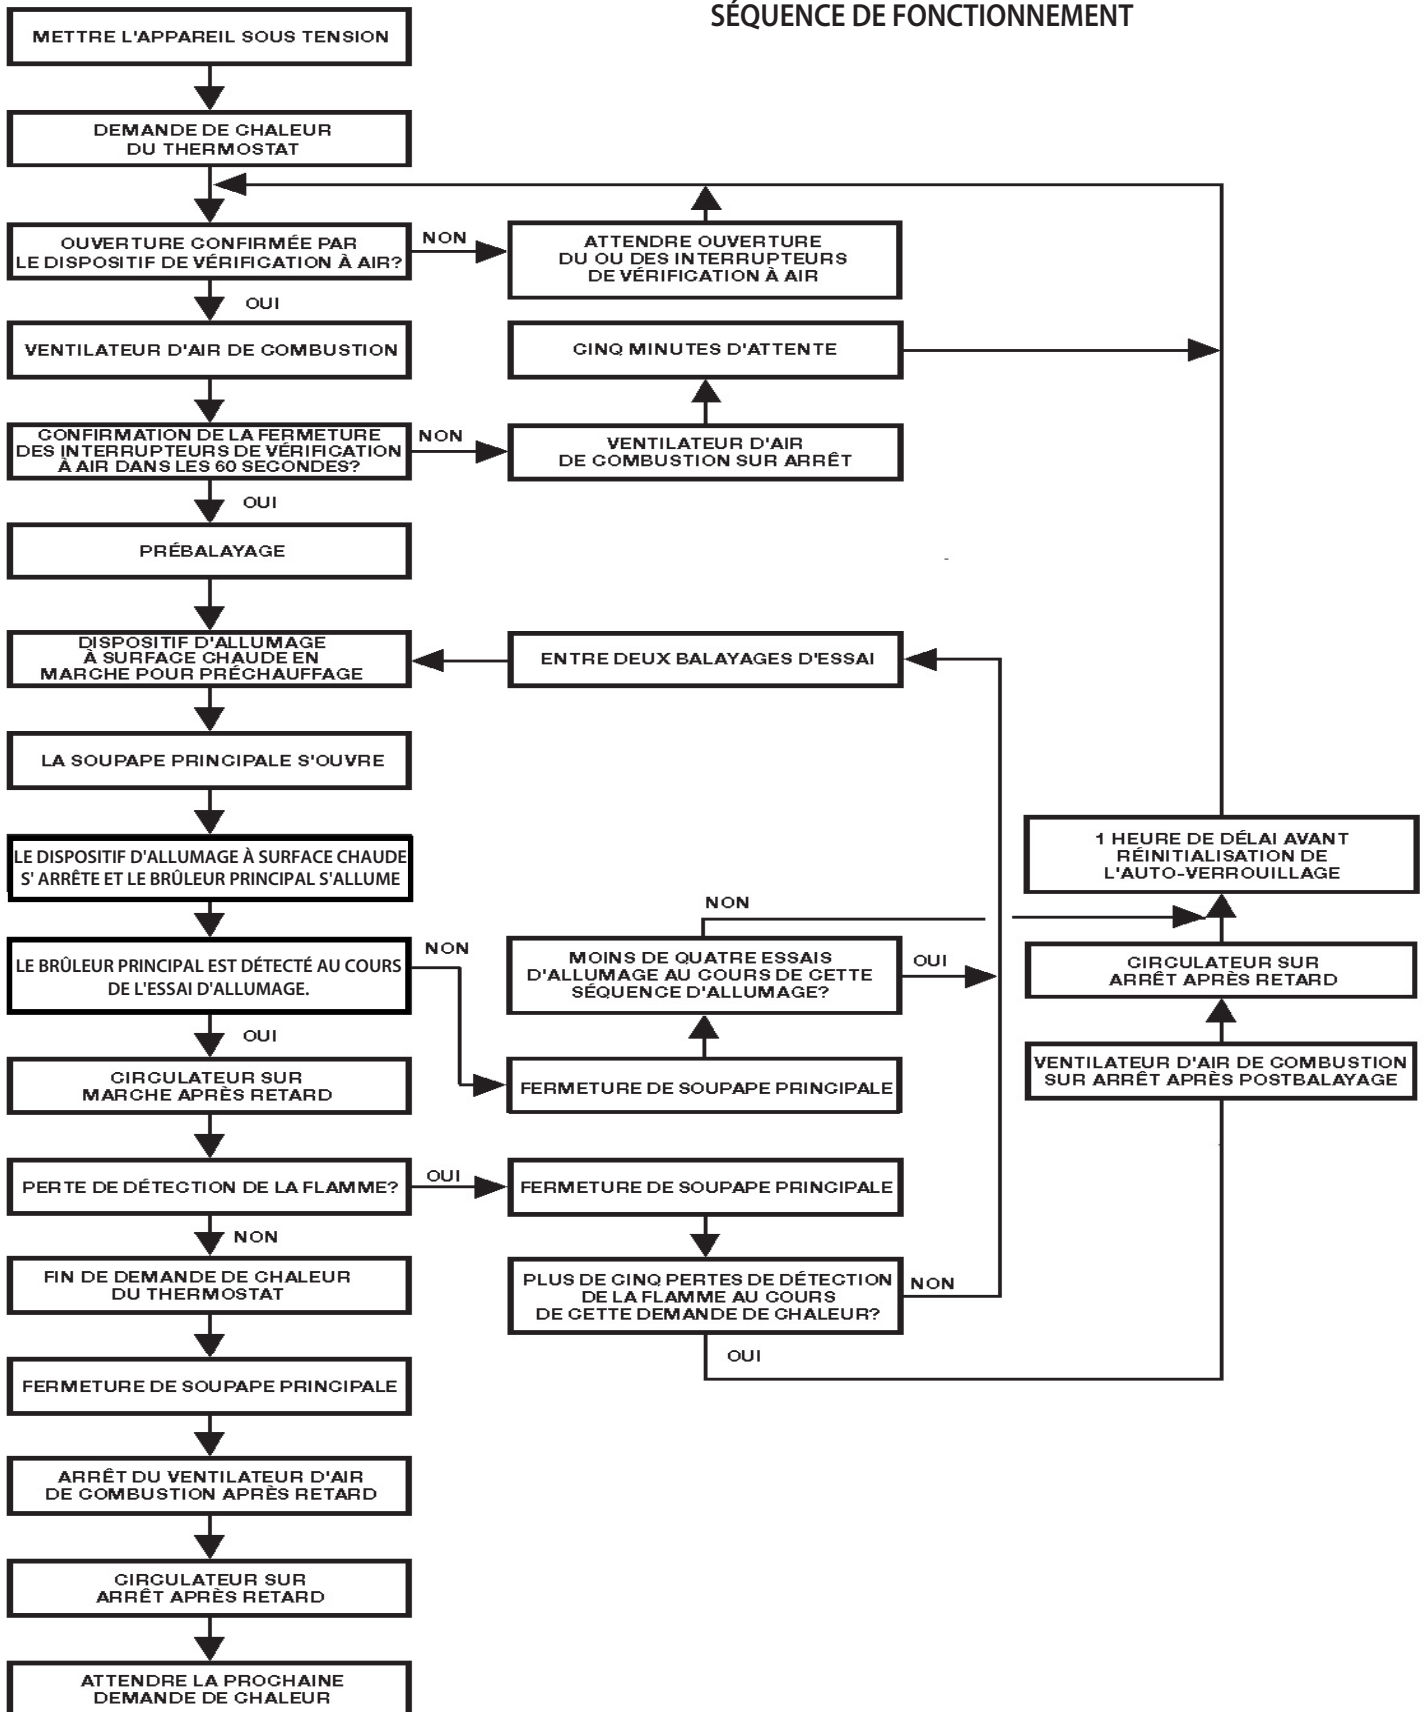 SÉQUENCE DE FONCTIONNEMENT
METTRE L'APPAREIL SOUS TENSION
DEMANDE DE CHALEUR
DU THERMOSTAT
OUVERTURE CONFIRMÉE PAR
LE DISPOSITIF DE VÉRIFICATION À AIR?
NON
ATTENDRE OUVERTURE
DU OU DES INTERRUPTEURS
DE VÉRIFICATION À AIR
OUI
VENTILATEUR D'AIR DE COMBUSTION
CINQ MINUTES D'ATTENTE
CONFIRMATION DE LA FERMETURE
DES INTERRUPTEURS DE VÉRIFICATION
À AIR DANS LES 60 SECONDES?
NON
VENTILATEUR D'AIR
DE COMBUSTION SUR ARRÊT
OUI
PRÉBALAYAGE
DISPOSITIF D'ALLUMAGE
À SURFACE CHAUDE EN
MARCHE POUR PRÉCHAUFFAGE
ENTRE DEUX BALAYAGES D'ESSAI
LA SOUPAPE PRINCIPALE S'OUVRE
LE DISPOSITIF D'ALLUMAGE À SURFACE CHAUDE
S' ARRÊTE ET LE BRÛLEUR PRINCIPAL S'ALLUME
1 HEURE DE DÉLAI AVANT
RÉINITIALISATION DE
L'AUTO-VERROUILLAGE
NON
LE BRÛLEUR PRINCIPAL EST DÉTECTÉ AU COURS
DE L'ESSAI D'ALLUMAGE.
NON
MOINS DE QUATRE ESSAIS
D'ALLUMAGE AU COURS DE CETTE
SÉQUENCE D'ALLUMAGE?
OUI
CIRCULATEUR SUR
ARRÊT APRÈS RETARD
OUI
CIRCULATEUR SUR
MARCHE APRÈS RETARD
FERMETURE DE SOUPAPE PRINCIPALE
VENTILATEUR D'AIR DE COMBUSTION
SUR ARRÊT APRÈS POSTBALAYAGE
PERTE DE DÉTECTION DE LA FLAMME?
OUI
FERMETURE DE SOUPAPE PRINCIPALE
NON
FIN DE DEMANDE DE CHALEUR
DU THERMOSTAT
PLUS DE CINQ PERTES DE DÉTECTION
DE LA FLAMME AU COURS
DE CETTE DEMANDE DE CHALEUR?
NON
OUI
FERMETURE DE SOUPAPE PRINCIPALE
ARRÊT DU VENTILATEUR D'AIR
DE COMBUSTION APRÈS RETARD
CIRCULATEUR SUR
ARRÊT APRÈS RETARD
ATTENDRE LA PROCHAINE
DEMANDE DE CHALEUR